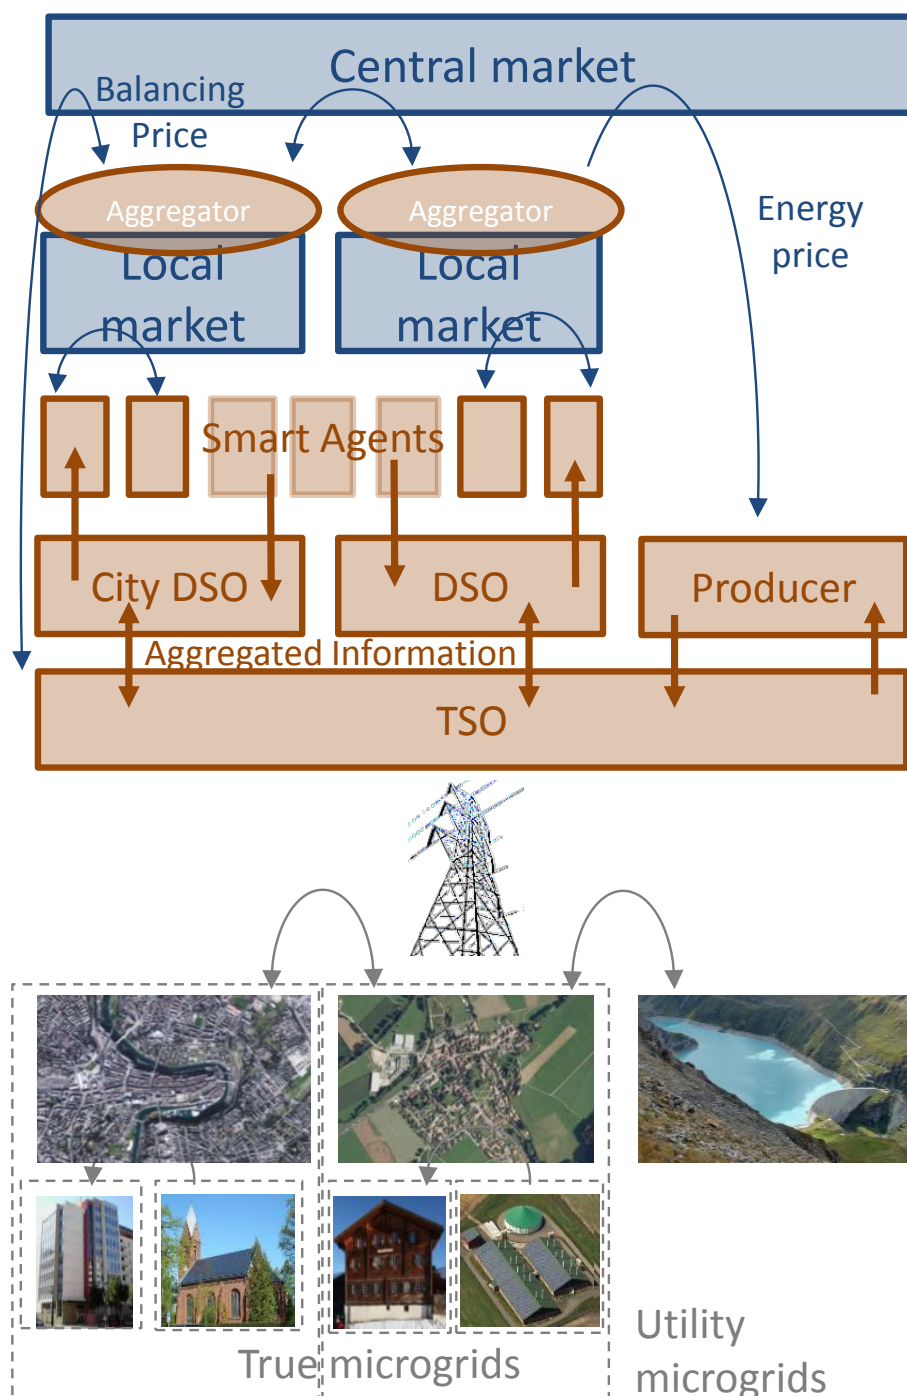 Central market
Balancing
Price
Aggregator
Aggregator
Energy
price
Local
market
Local
market
Smart Agents
City DSO
DSO
Producer
Aggregated Information
TSO
True microgrids
Utility
microgrids